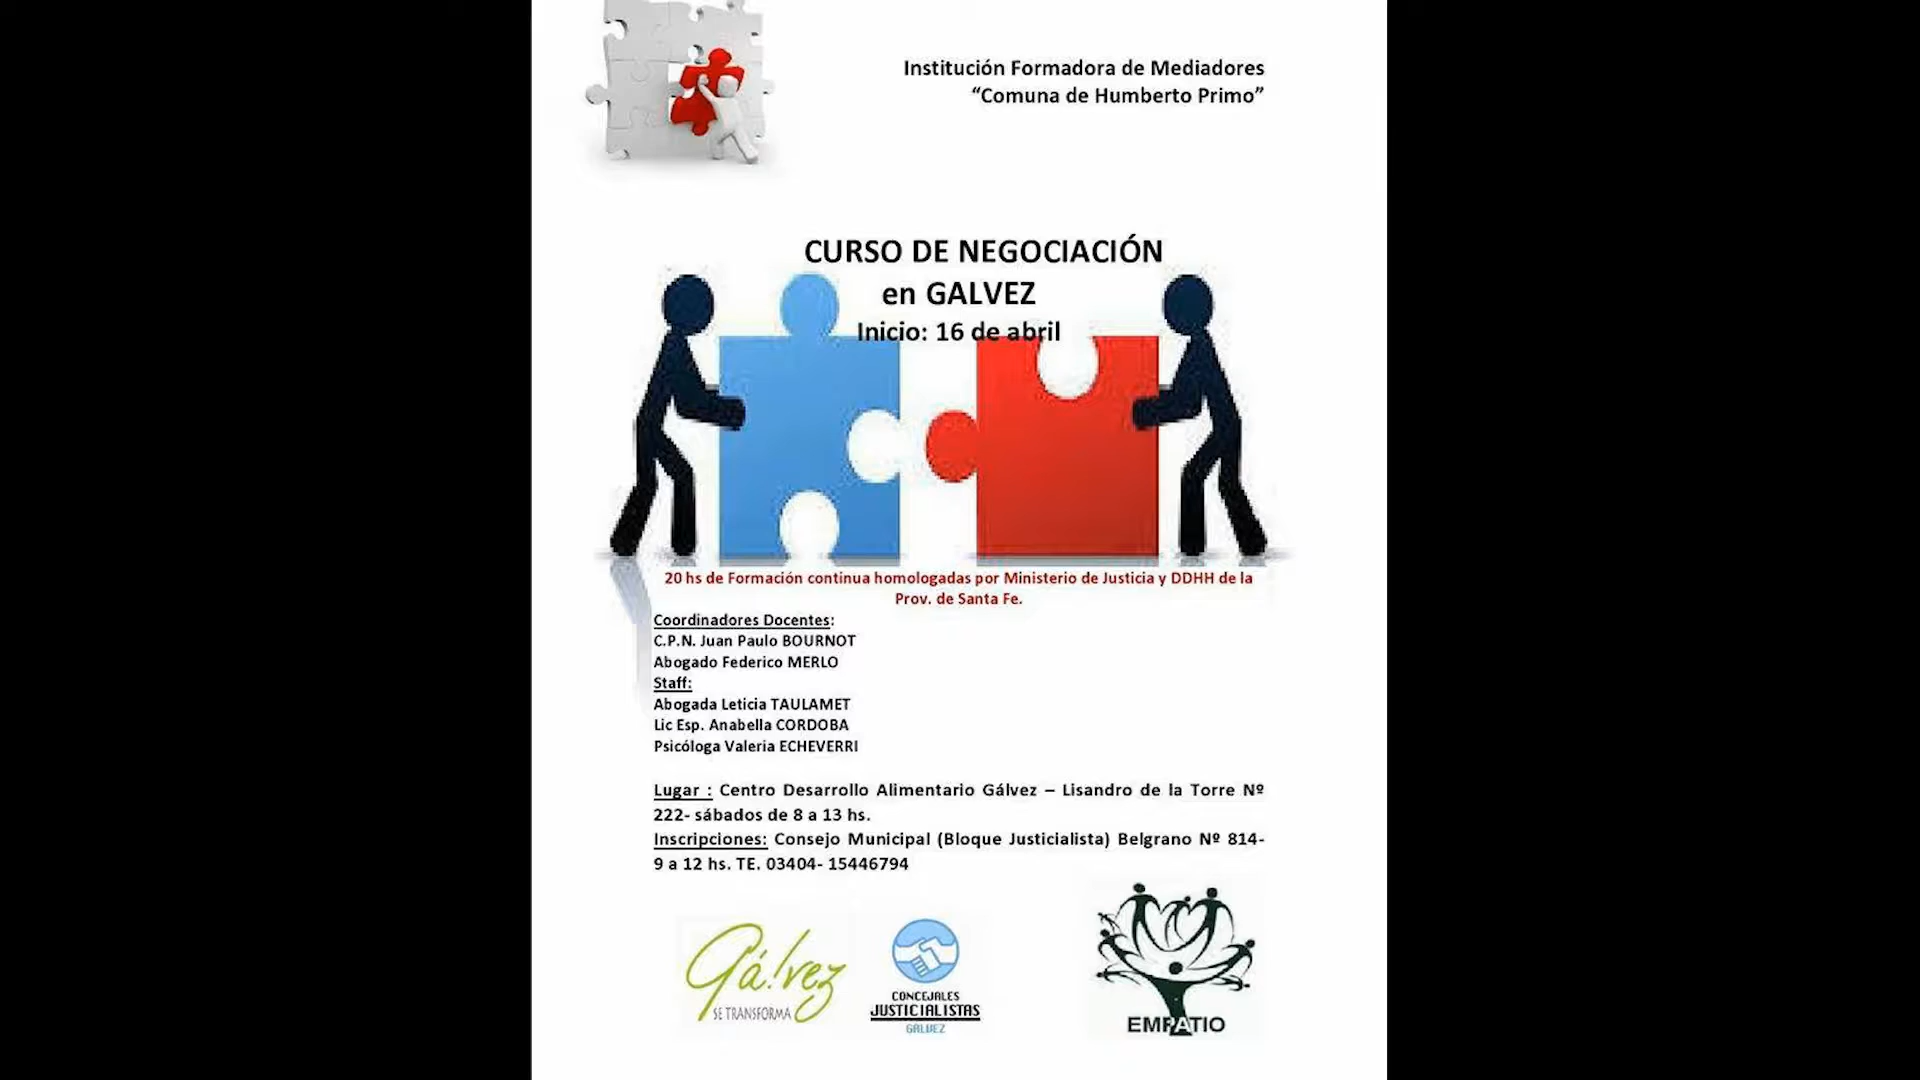 Institución Formadora de Mediadores
“Comuna de Humberto Primo”
CURSO DE NEGOCIACIÓN
en GALVEZ
Inicio: 16 de abril
20 hs de Formación continua homologadas por Ministerio de Justicia y DDHH de la
Prov. de Santa Fe.
Coordinadores Docentes:
C.P.N. Juan Paulo BOURNOT
Abogado Federico MERLO
Staff:
Abogada Leticia TAULAMET
Lic Esp. Anabella CORDOBA
Psicóloga Valeria ECHEVERRI
Lugar : Centro Desarrollo Alimentario Gálvez – Lisandro de la Torre Nº
222- sábados de 8 a 13 hs.
Inscripciones: Consejo Municipal (Bloque Justicialista) Belgrano Nº 814-
9 a 12 hs. TE. 03404- 15446794
Gá!vez
SE TRANSFORMA
CONCEJALES
JUSTICIALISTAS
GALVEZ
EMPATIO